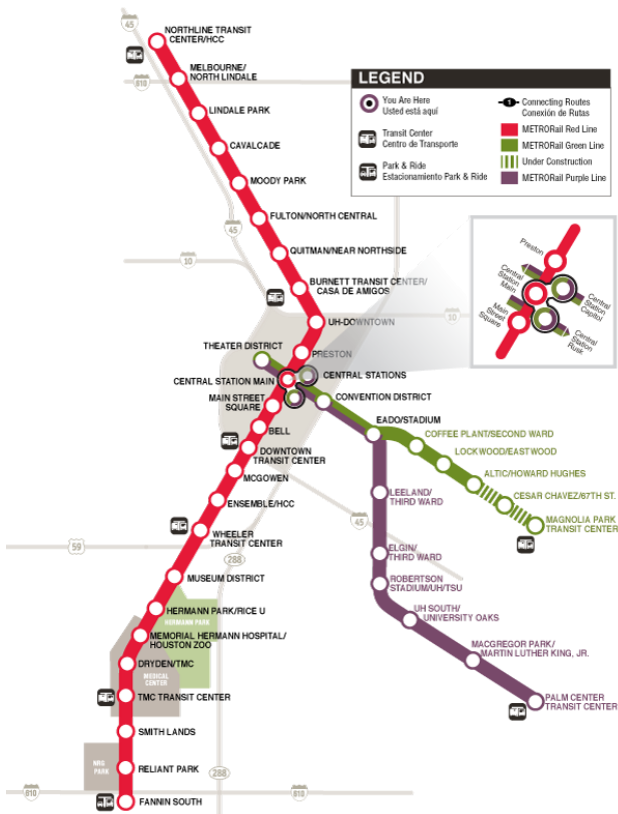 45
NORTHLINE TRANSIT
CENTER/HCC
MELBOURNE/
NORTH LINDALE
610
LINDALE PARK
CAVALCADE
MOODY PARK
FULTON/NORTH CENTRAL
45
QUITMAN/NEAR NORTHSIDE
10
BURNETT TRANSIT CENTER/
CASA DE AMIGOS
UH-DOWNTOWN
10
THEATER DISTRICT
PRESTON
CENTRAL STATION MAIN
CENTRAL STATIONS
MAIN STREET
SQUARE
CONVENTION DISTRICT
BELL
EADO/STADIUM
DOWNTOWN
TRANSIT CENTER
COFFEE PLANT/SECOND WARD
LOCKWOOD/EASTWOOD
MCGOWEN
ALTIC/HOWARD HUGHES
ENSEMBLE/HCC
LEELAND/
THIRD WARD
CESAR CHAVEZ/67TH ST.
45
MAGNOLIA PARK
TRANSIT CENTER
WHEELER
TRANSIT CENTER
59
288
ELGIN/
THIRD WARD
MUSEUM DISTRICT
ROBERTSON
STADIUM/UH/TSU
HERMANN PARK/RICE U
HERMANN PARK
UH SOUTH/
UNIVERSITY OAKS
MEMORIAL HERMANN HOSPITAL/
HOUSTON ZOO
MACGREGOR PARK/
MARTIN LUTHER KING, JR.
DRYDEN/TMC
MEDICAL
CENTER
TMC TRANSIT CENTER
PALM CENTER
TRANSIT CENTER
SMITH LANDS
NRG
PARK
RELIANT PARK
288
610
FANNIN SOUTH
610
LEGEND
You Are Here
Usted está aquí
Transit Center
Centro de Transporte
Park & Ride
Estacionamiento Park & Ride
1
Connecting Routes
Conexión de Rutas
METRORail Red Line
METRORail Green Line
Under Construction
METRORail Purple Line
Preston
Central
Station
Main
Central
Station
Capitol
Main
Street
Square
Central
Station
Rusk